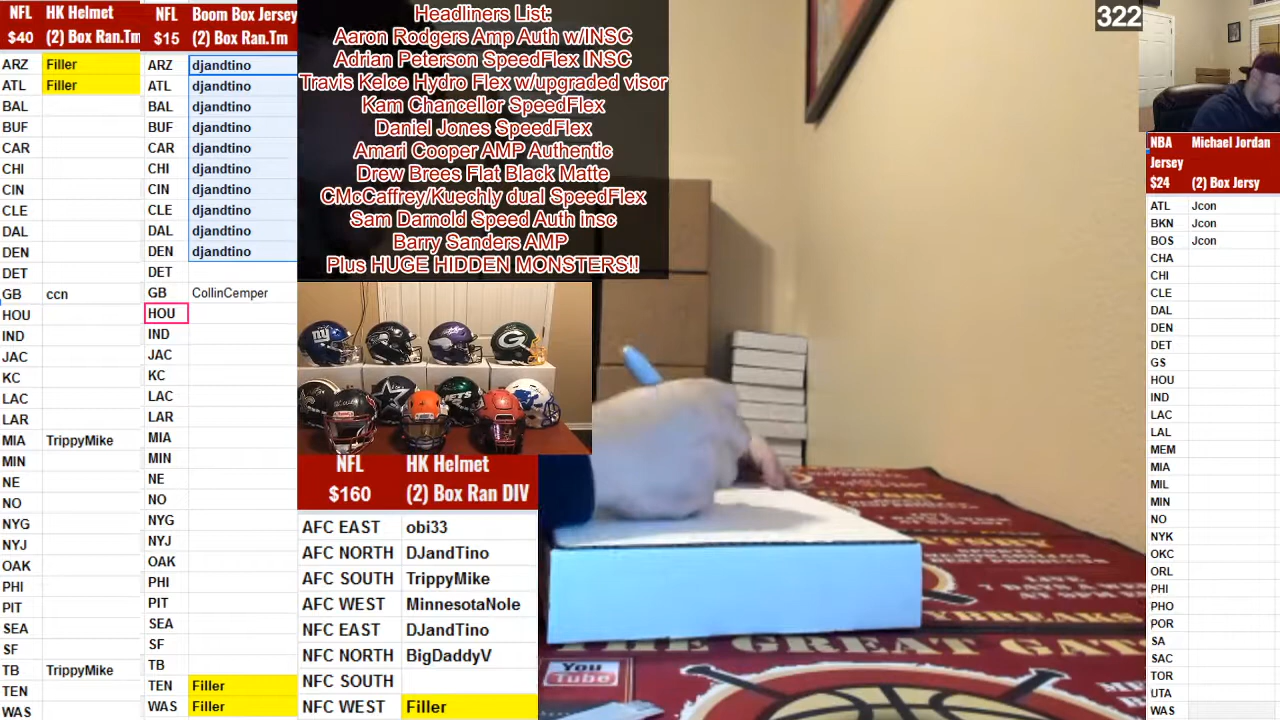 NFL HK Helmet
$40 (2) Box Ran.Tm
ARZ Filler
ATL Filler
BAL
BUF
CAR
CHI
CIN
CLE
DAL
DEN
DET
GB ccn
HOU
IND
JAC
KC
LAC
LAR
MIA TrippyMike
MIN
NE
NO
NYG
NYJ
OAK
PHI
PIT
SEA
SF
TB TrippyMike
TEN
WAS
NFL Boom Box Jersey
$15 (2) Box Ran.Tm
ARZ djandtino
ATL djandtino
BAL djandtino
BUF djandtino
CAR djandtino
CHI djandtino
CIN djandtino
CLE djandtino
DAL djandtino
DEN djandtino
DET
GB CollinCemper
HOU
IND
JAC
KC
LAC
LAR
MIA
MIN
NE
NO
NYG
NYJ
OAK
PHI
PIT
SEA
SF
TB
TEN Filler
WAS Filler
Headliners List:
Aaron Rodgers Amp Auth w/INSC
Adrian Peterson SpeedFlex INSC
Travis Kelce Hydro Flex w/upgraded visor
Kam Chancellor SpeedFlex
Daniel Jones SpeedFlex
Amari Cooper AMP Authentic
Drew Brees Flat Black Matte
CMcCaffrey/Kuechly dual SpeedFlex
Sam Darnold Speed Auth insc
Barry Sanders AMP
Plus HUGE HIDDEN MONSTERS!!
NFL HK Helmet
$160 (2) Box Ran DIV
AFC EAST obi33
AFC NORTH DJandTino
AFC SOUTH TrippyMike
AFC WEST MinnesotaNole
NFC EAST DJandTino
NFC NORTH BigDaddyV
NFC SOUTH
NFC WEST Filler
322
THE GREAT GATSBY
You
Tube
NBA Michael Jordan
Jersey
$24 (2) Box Jersy
ATL Jcon
BKN Jcon
BOS Jcon
CHA
CHI
CLE
DAL
DEN
DET
GS
HOU
IND
LAC
LAL
MEM
MIA
MIL
MIN
NO
NYK
OKC
ORL
PHI
PHO
POR
SA
SAC
TOR
UTA
WAS